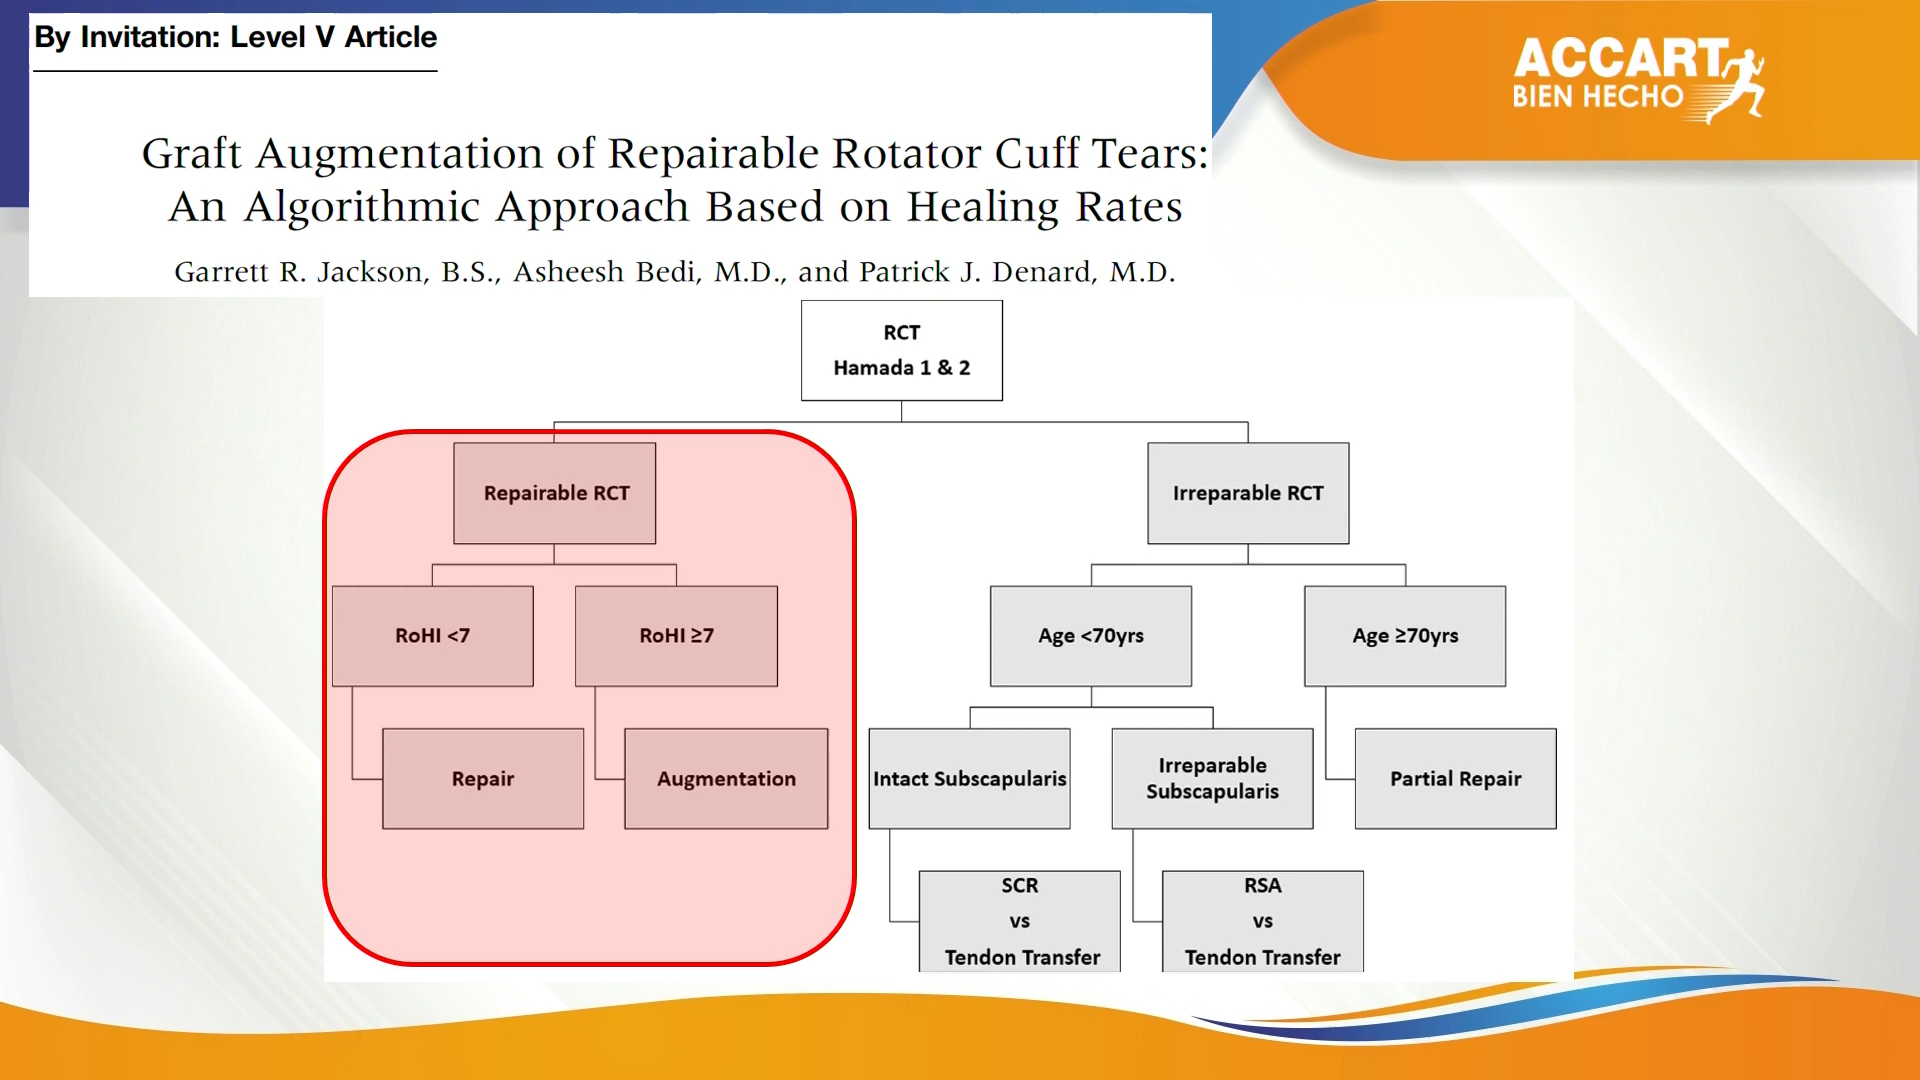 By Invitation: Level V Article
ACCART
BIEN HECHO
Graft Augmentation of Repairable Rotator Cuff Tears:
An Algorithmic Approach Based on Healing Rates
Garrett R. Jackson, B.S., Asheesh Bedi, M.D., and Patrick J. Denard, M.D.
RCT
Hamada 1 & 2
Repairable RCT
Irreparable RCT
RoHI <7
RoHI ≥7
Age <70yrs
Age ≥70yrs
Repair
Augmentation
Intact Subscapularis
Irreparable
Subscapularis
Partial Repair
SCR
vs
Tendon Transfer
RSA
vs
Tendon Transfer